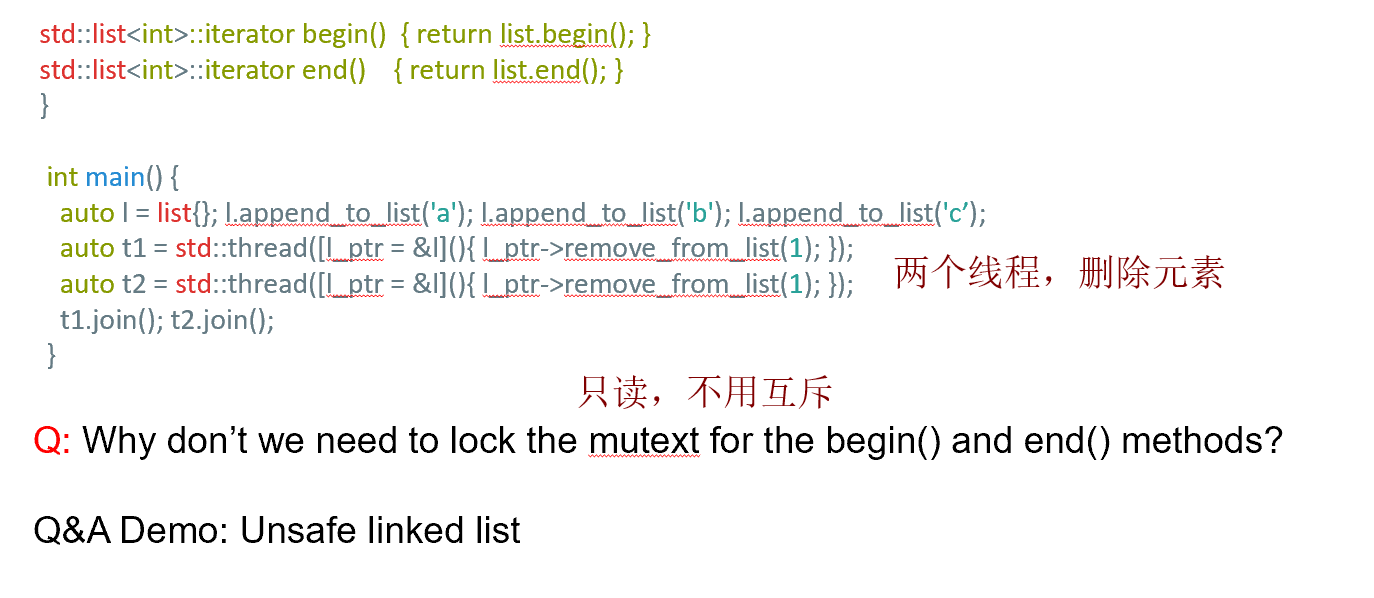 std::list<int>::iterator begin() { return list.begin(); }
std::list<int>::iterator end() { return list.end(); }
}
int main() {
auto l = list{}; l.append_to_list('a'); l.append_to_list('b'); l.append_to_list('c’);
auto t1 = std::thread([l_ptr = &l](){ l_ptr->remove_from_list(1); });
auto t2 = std::thread([l_ptr = &l](){ l_ptr->remove_from_list(1); });
两个线程，删除元素
t1.join(); t2.join();
}
只读，不用互斥
Q: Why don’t we need to lock the mutext for the begin() and end() methods?
Q&A Demo: Unsafe linked list